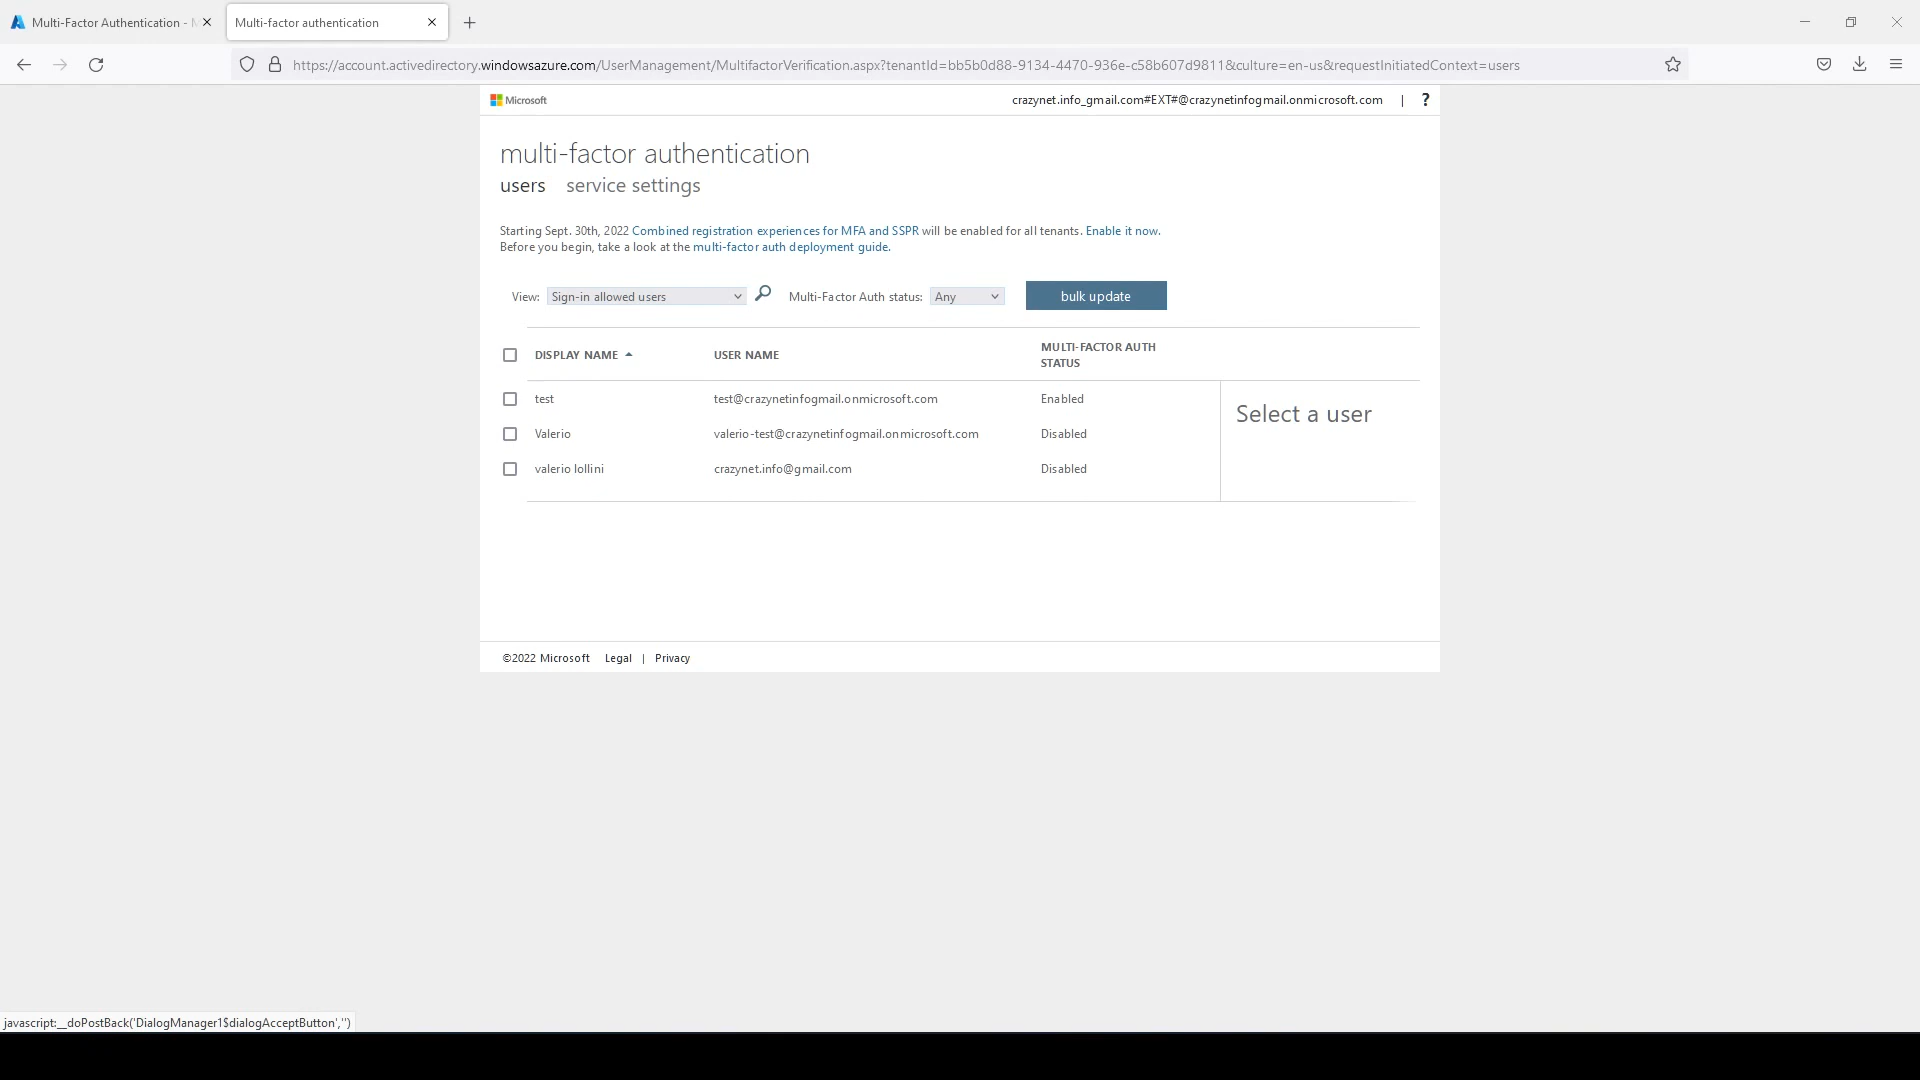 Multi-Factor Authentication -
Multi-factor authentication
https://account.activedirectory.windowsazure.com/UserManagement/MultifactorVerification.aspx?tenantId=bb5b0d88-9134-4470-936e-c58b607d9811&culture=en-us&requestInitiatedContext=users
Microsoft
crazynet.info_gmail.com#EXT#@crazynetinfogmail.onmicrosoft.com | ?
multi-factor authentication
users service settings
Starting Sept. 30th, 2022 Combined registration experiences for MFA and SSPR will be enabled for all tenants. Enable it now.
Before you begin, take a look at the multi-factor auth deployment guide.
View: Sign-in allowed users Multi-Factor Auth status: Any bulk update
DISPLAY NAME USER NAME MULTI-FACTOR AUTH
STATUS
test test@crazynetinfogmail.onmicrosoft.com Enabled
Select a user
Valerio valerio-test@crazynetinfogmail.onmicrosoft.com Disabled
valerio lollini crazynet.info@gmail.com Disabled
©2022 Microsoft Legal | Privacy
javascript:__doPostBack('DialogManager1$dialogAcceptButton','')